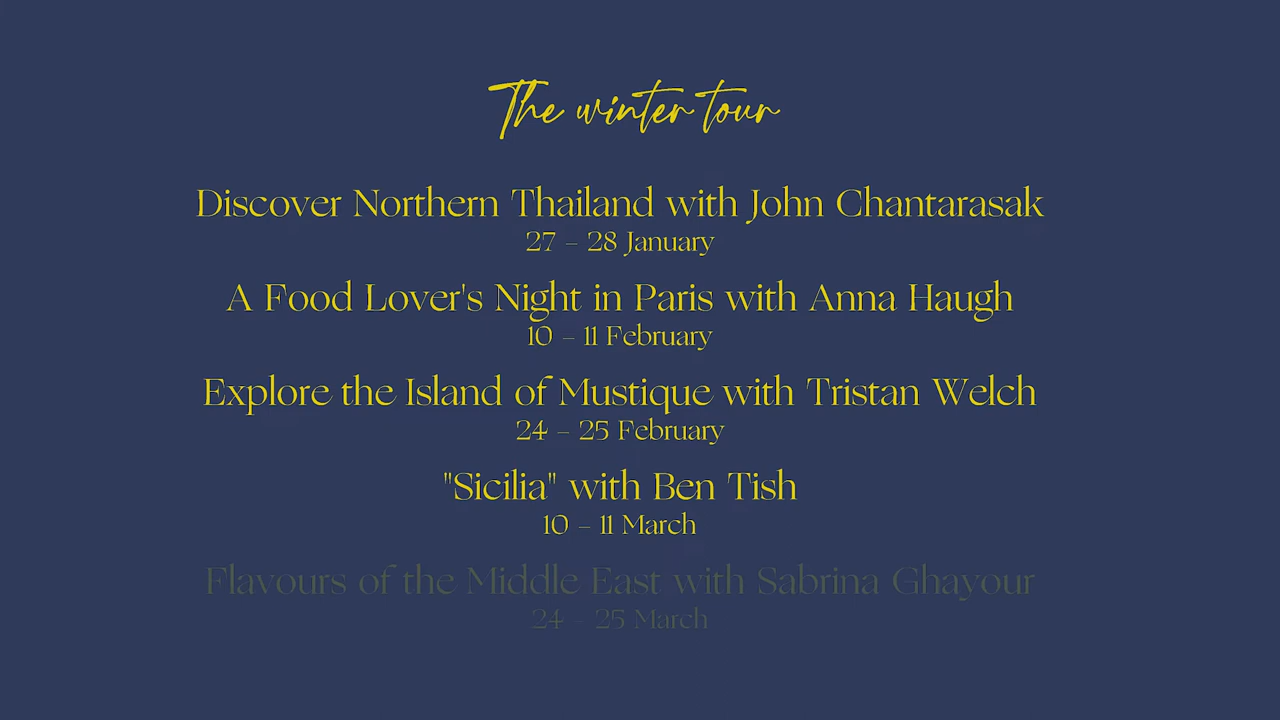 The winter tour
Discover Northern Thailand with John Chantarasak
27 – 28 January
A Food Lover's Night in Paris with Anna Haugh
10 – 11 February
Explore the Island of Mustique with Tristan Welch
24 – 25 February
"Sicilia" with Ben Tish
10 – 11 March
Flavours of the Middle East with Sabrina Ghayour
24 – 25 March